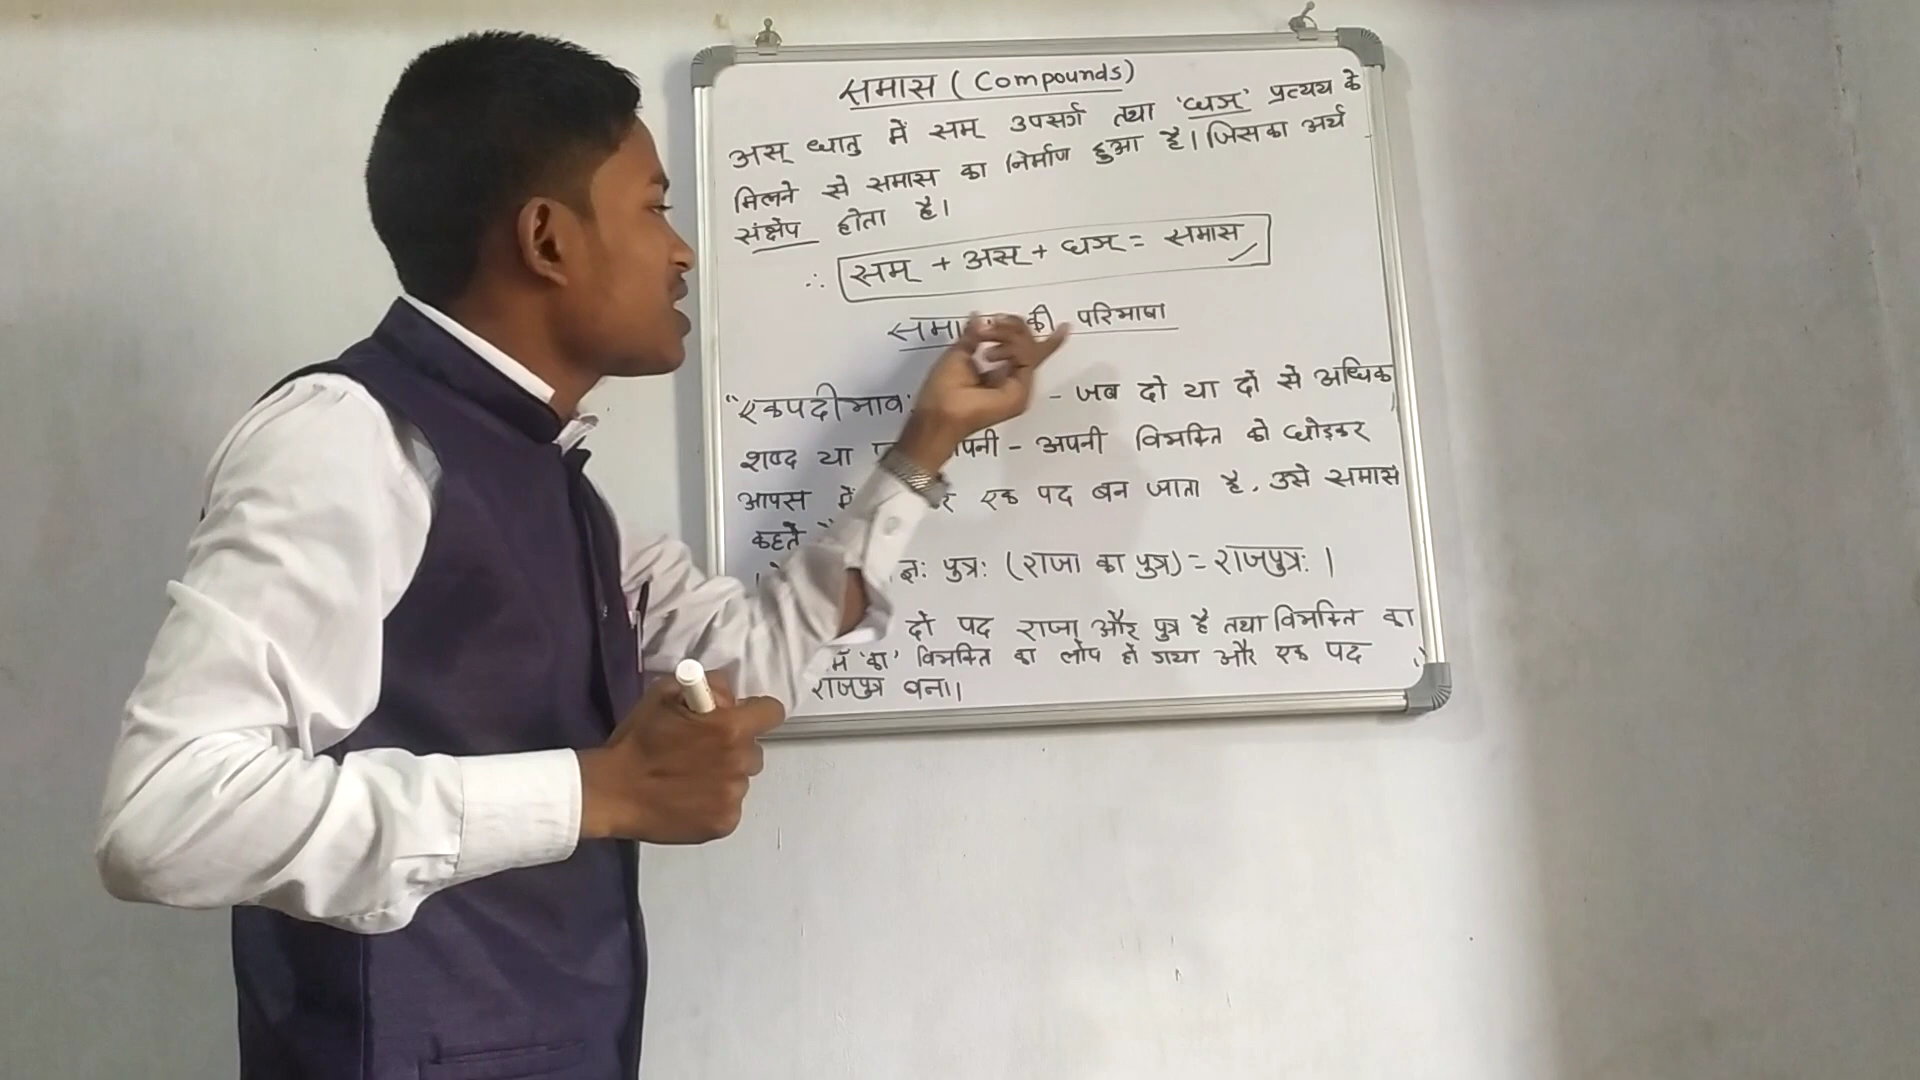 समास (Compounds)
अस् धातु में सम् उपसर्ग तथा 'घञ्' प्रत्यय के
मिलने से समास का निर्माण हुआ है। जिसका अर्थ
संक्षेप होता है।
∴ सम् + अस् + घञ् = समास
की परिभाषा
"एकपदीभावः - जब दो या दो से अधिक
शब्द या - अपनी विभक्ति को छोड़कर
आपस में एक पद बन जाता है, उसे समास
कहते
पुत्रः (राजा का पुत्र) = राजपुत्रः।
दो पद राजा और पुत्र है तथा विभक्ति का
में 'का' विभक्ति का लोप हो गया और एक पद
राजपुत्र बना।